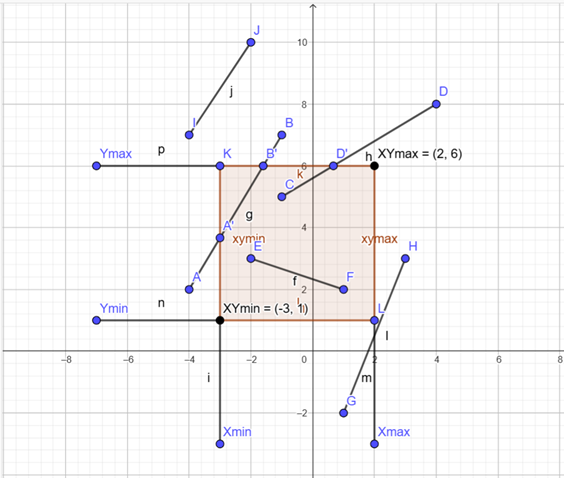 J
10
I
j
B
8
D
Ymax
p
K
B'
D'
h
XYmax = (2, 6)
6
k
C
g
A'
4
xymin
xymax
E
H
f
A
2
F
n
Ymin
XYmin = (-3, 1)
l
L
l
−8
−6
−4
−2
0
2
4
6
8
i
m
G
−2
Xmin
Xmax